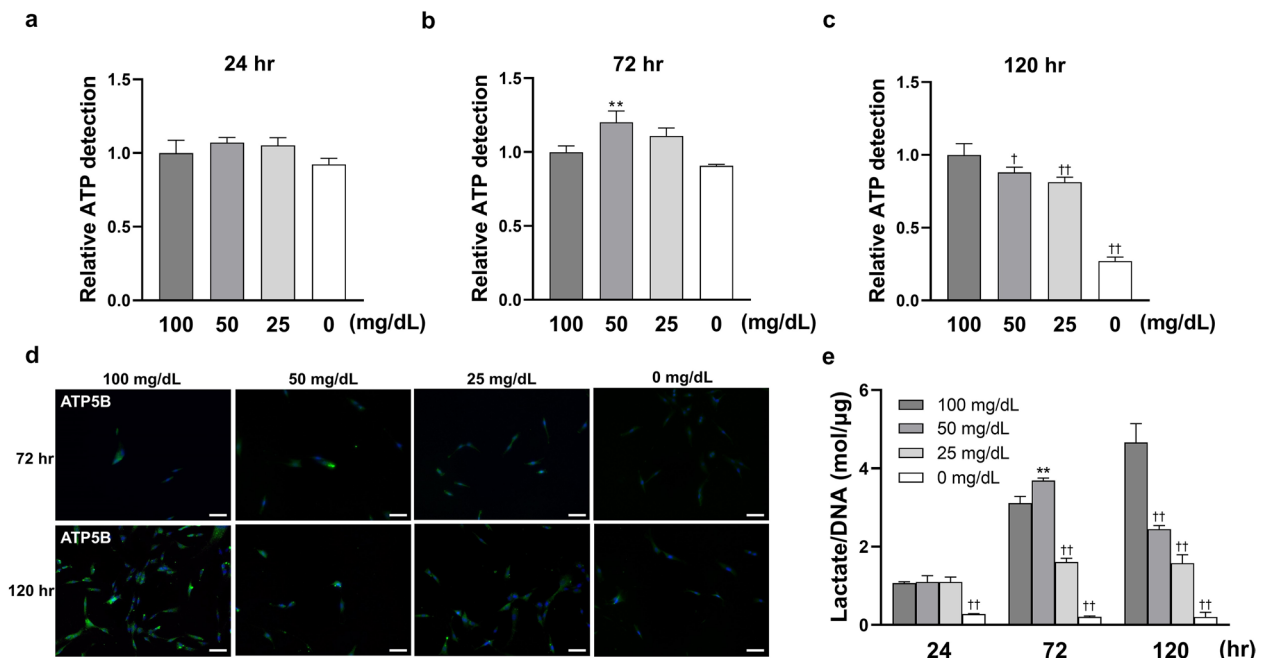 a
24 hr
Relative ATP detection
1.5
1.0
0.5
0.0
100 50 25 0 (mg/dL)
b
72 hr
Relative ATP detection
1.5
1.0
0.5
0.0
**
100 50 25 0 (mg/dL)
c
120 hr
Relative ATP detection
1.5
1.0
0.5
0.0
†
††
††
100 50 25 0 (mg/dL)
d
100 mg/dL 50 mg/dL 25 mg/dL 0 mg/dL
72 hr
ATP5B
120 hr
ATP5B
e
Lactate/DNA (mol/μg)
6
4
2
0
100 mg/dL
50 mg/dL
25 mg/dL
0 mg/dL
††
**
††
††
††
††
††
24 72 120 (hr)